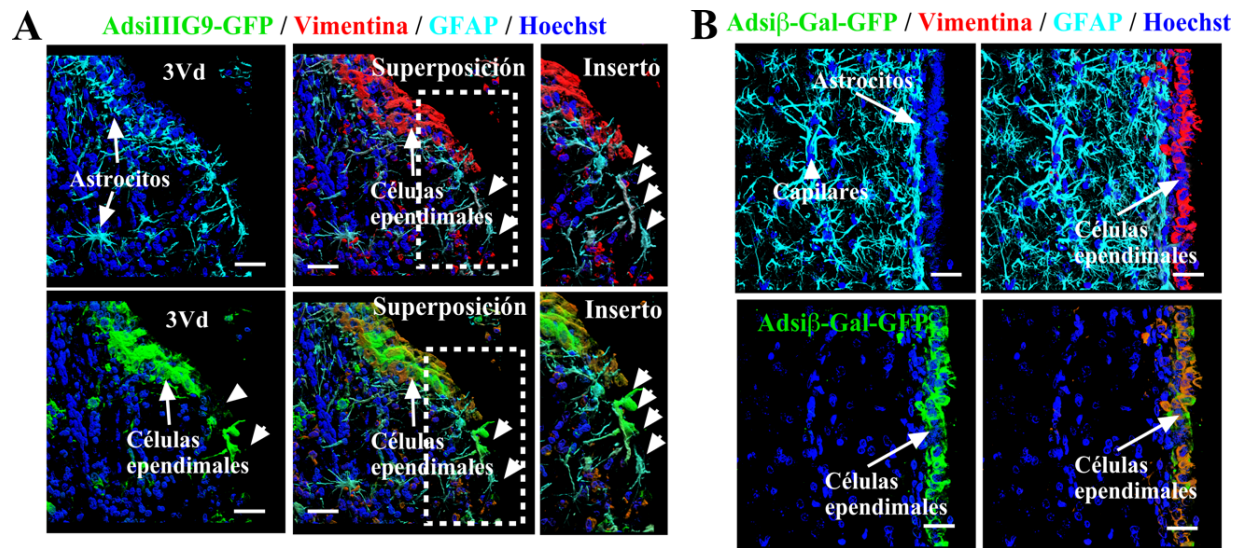 A
AdsiIIIG9-GFP / Vimentina / GFAP / Hoechst
3Vd
Astrocitos
Superposición
Células
ependimales
Inserto
3Vd
Células
ependimales
Superposición
Células
ependimales
Inserto
B
Adsiβ-Gal-GFP / Vimentina / GFAP / Hoechst
Astrocitos
Capilares
Células
ependimales
Adsiβ-Gal-GFP
Células
ependimales
Células
ependimales